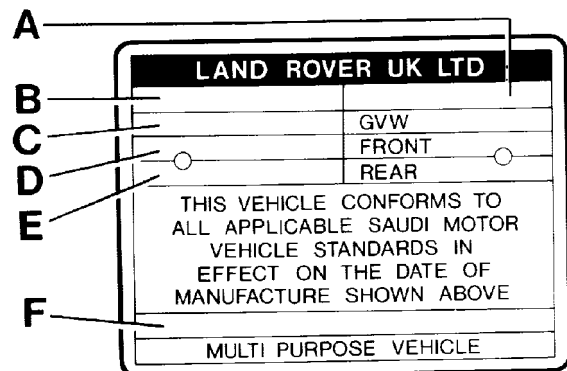 A
LAND ROVER UK LTD
B
C
GVW
D
FRONT
E
REAR
THIS VEHICLE CONFORMS TO
ALL APPLICABLE SAUDI MOTOR
VEHICLE STANDARDS IN
EFFECT ON THE DATE OF
MANUFACTURE SHOWN ABOVE
F
MULTI PURPOSE VEHICLE